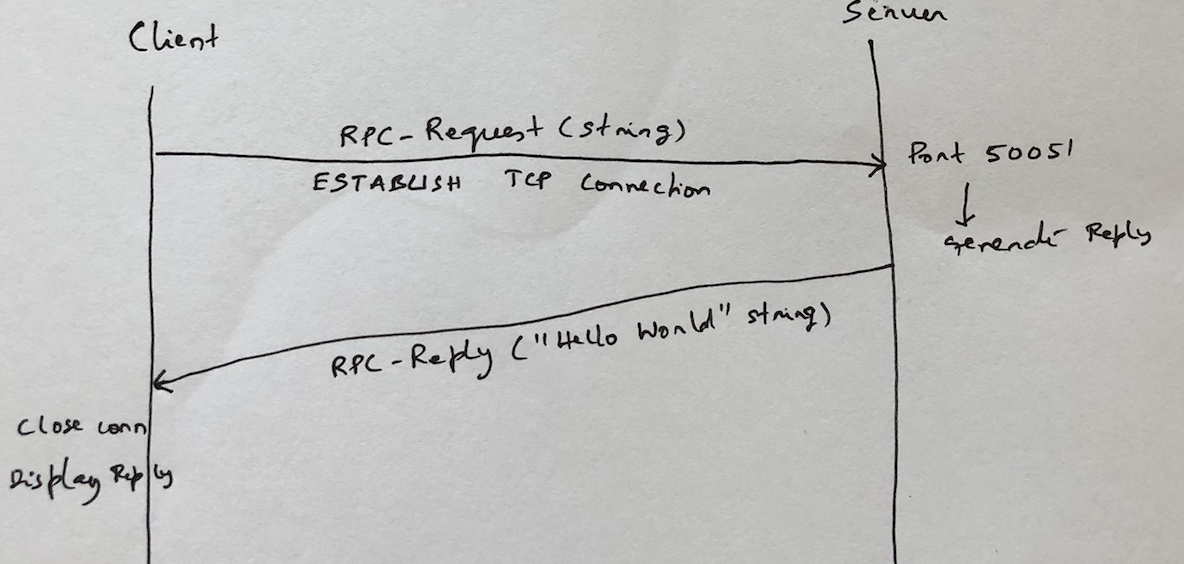 Client
Server
RPC-Request (string)
ESTABLISH TCP Connection
Port 50051
Generate Reply
RPC-Reply ("Hello World" string)
Close conn
Display Reply